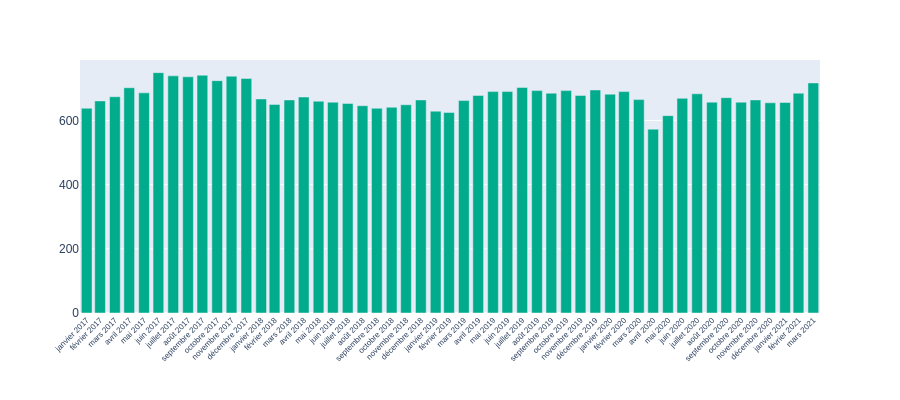 600
400
200
0
janvier 2017
février 2017
mars 2017
avril 2017
mai 2017
juin 2017
juillet 2017
août 2017
septembre 2017
octobre 2017
novembre 2017
décembre 2017
janvier 2018
février 2018
mars 2018
avril 2018
mai 2018
juin 2018
juillet 2018
août 2018
septembre 2018
octobre 2018
novembre 2018
décembre 2018
janvier 2019
février 2019
mars 2019
avril 2019
mai 2019
juin 2019
juillet 2019
août 2019
septembre 2019
octobre 2019
novembre 2019
décembre 2019
janvier 2020
février 2020
mars 2020
avril 2020
mai 2020
juin 2020
juillet 2020
août 2020
septembre 2020
octobre 2020
novembre 2020
décembre 2020
janvier 2021
février 2021
mars 2021